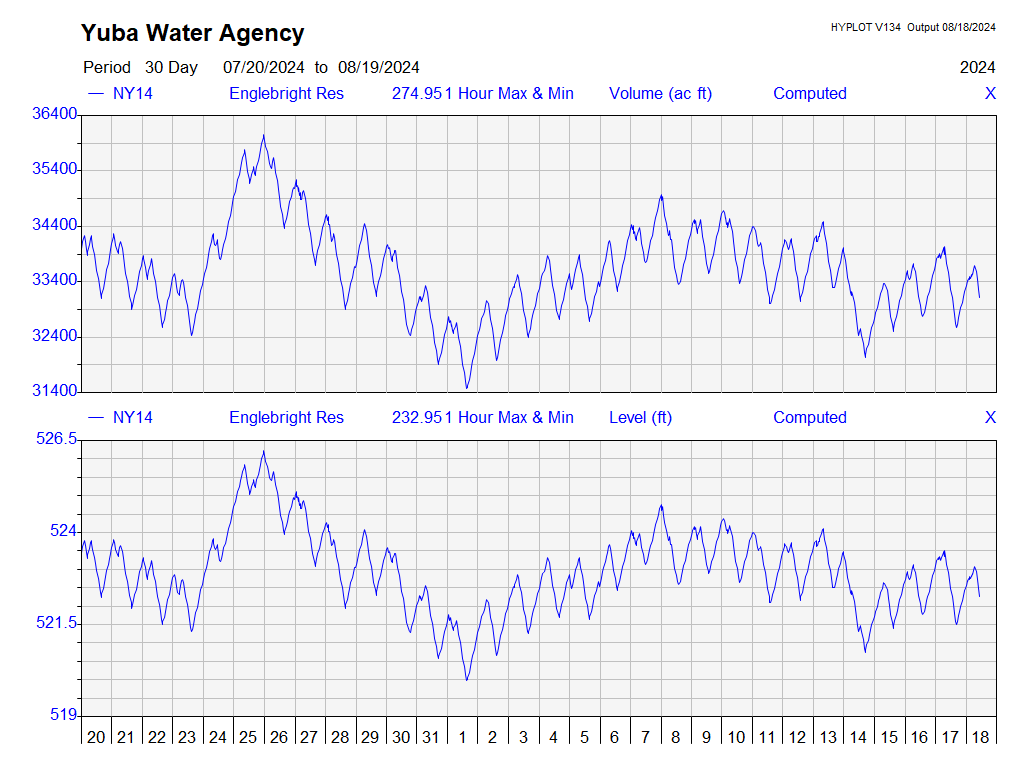 Yuba Water Agency
HYPLOT V134 Output 08/18/2024
Period 30 Day 07/20/2024 to 08/19/2024 2024
NY14 Englebright Res 274.951 Hour Max & Min Volume (ac ft) Computed X
36400
35400
34400
33400
32400
31400
NY14 Englebright Res 232.951 Hour Max & Min Level (ft) Computed X
526.5
524
521.5
519
20 21 22 23 24 25 26 27 28 29 30 31 1 2 3 4 5 6 7 8 9 10 11 12 13 14 15 16 17 18